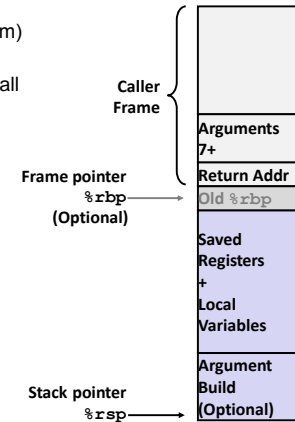 m)
all
Caller
Frame
Arguments
7+
Return Addr
Frame pointer
%rbp
(Optional)
Old %rbp
Saved
Registers
+
Local
Variables
Argument
Build
(Optional)
Stack pointer
%rsp